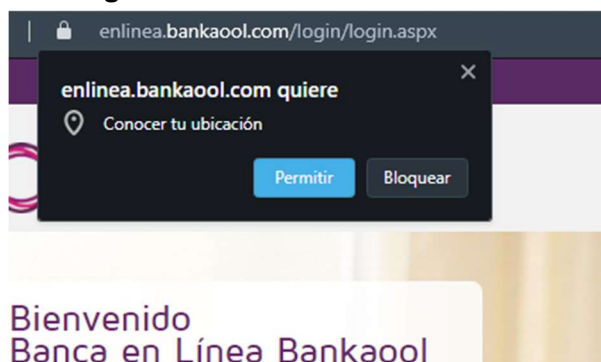 enlinea.bankaool.com/login/login.aspx
enlinea.bankaool.com quiere
Conocer tu ubicación
Permitir
Bloquear
Bienvenido
Banca en Línea Bankaool